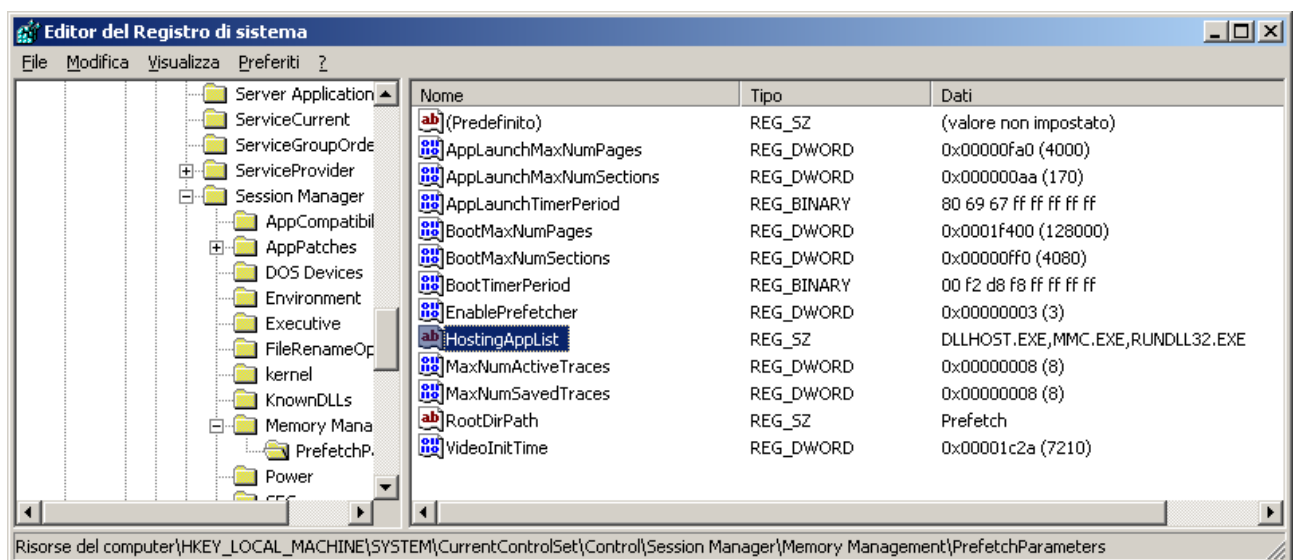 Editor del Registro di sistema
File Modifica Visualizza Preferiti ?
Server Application
ServiceCurrent
ServiceGroupOrde
ServiceProvider
Session Manager
AppCompatibil
AppPatches
DOS Devices
Environment
Executive
FileRenameOp
kernel
KnownDLLs
Memory Mana
PrefetchP
Power
Nome Tipo Dati
(Predefinito) REG_SZ (valore non impostato)
AppLaunchMaxNumPages REG_DWORD 0x00000fa0 (4000)
AppLaunchMaxNumSections REG_DWORD 0x000000aa (170)
AppLaunchTimerPeriod REG_BINARY 80 69 67 ff ff ff ff ff
BootMaxNumPages REG_DWORD 0x0001f400 (128000)
BootMaxNumSections REG_DWORD 0x00000ff0 (4080)
BootTimerPeriod REG_BINARY 00 f2 d8 f8 ff ff ff ff
EnablePrefetcher REG_DWORD 0x00000003 (3)
HostingAppList REG_SZ DLLHOST.EXE,MMC.EXE,RUNDLL32.EXE
MaxNumActiveTraces REG_DWORD 0x00000008 (8)
MaxNumSavedTraces REG_DWORD 0x00000008 (8)
RootDirPath REG_SZ Prefetch
VideoInitTime REG_DWORD 0x00001c2a (7210)
Risorse del computer\HKEY_LOCAL_MACHINE\SYSTEM\CurrentControlSet\Control\Session Manager\Memory Management\PrefetchParameters